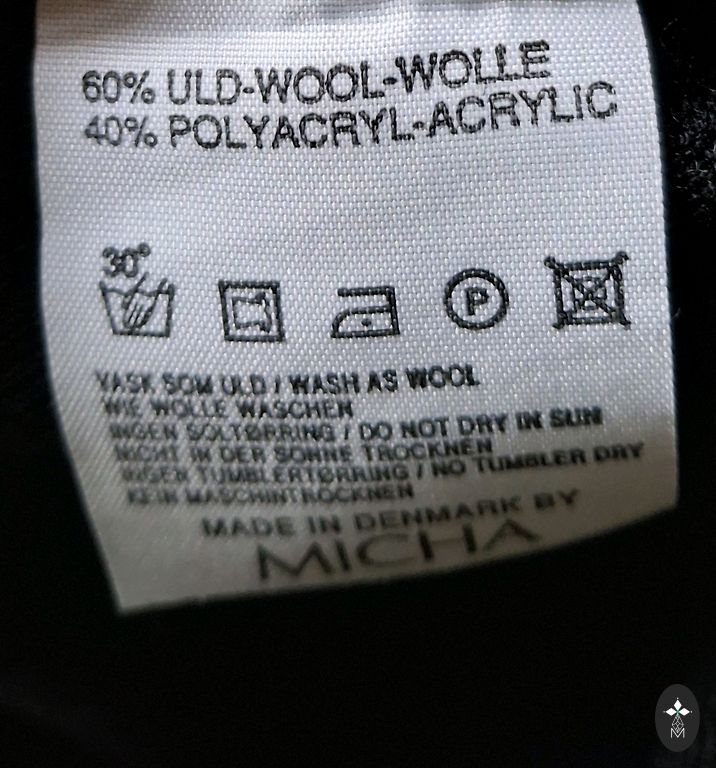 60% ULD-WOOL-WOLLE
40% POLYACRYL-ACRYLIC
30°
P
VASK SOM ULD / WASH AS WOOL
WIE WOLLE WASCHEN
INGEN SOLTØRRING / DO NOT DRY IN SUN
NICHT IN DER SONNE TROCKNEN
INGEN TUMBLERTØRRING / NO TUMBLER DRY
KEIN MASCHINTROCKNEN
MADE IN DENMARK BY
MICHA
M